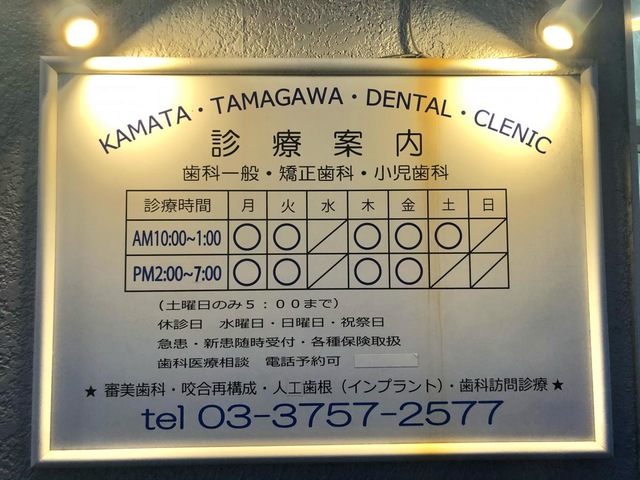 KAMATA・TAMAGAWA・DENTAL・CLENIC
診療案内
歯科一般・矯正歯科・小児歯科
診療時間 月 火 水 木 金 土 日
AM10:00~1:00 ○ ○ ／ ○ ○ ○ ／
PM2:00~7:00 ○ ○ ／ ○ ○ ／ ／
（土曜日のみ5：00まで）
休診日 水曜日・日曜日・祝祭日
急患・新患随時受付・各種保険取扱
歯科医療相談 電話予約可
★ 審美歯科・咬合再構成・人工歯根（インプラント）・歯科訪問診療 ★
tel 03-3757-2577